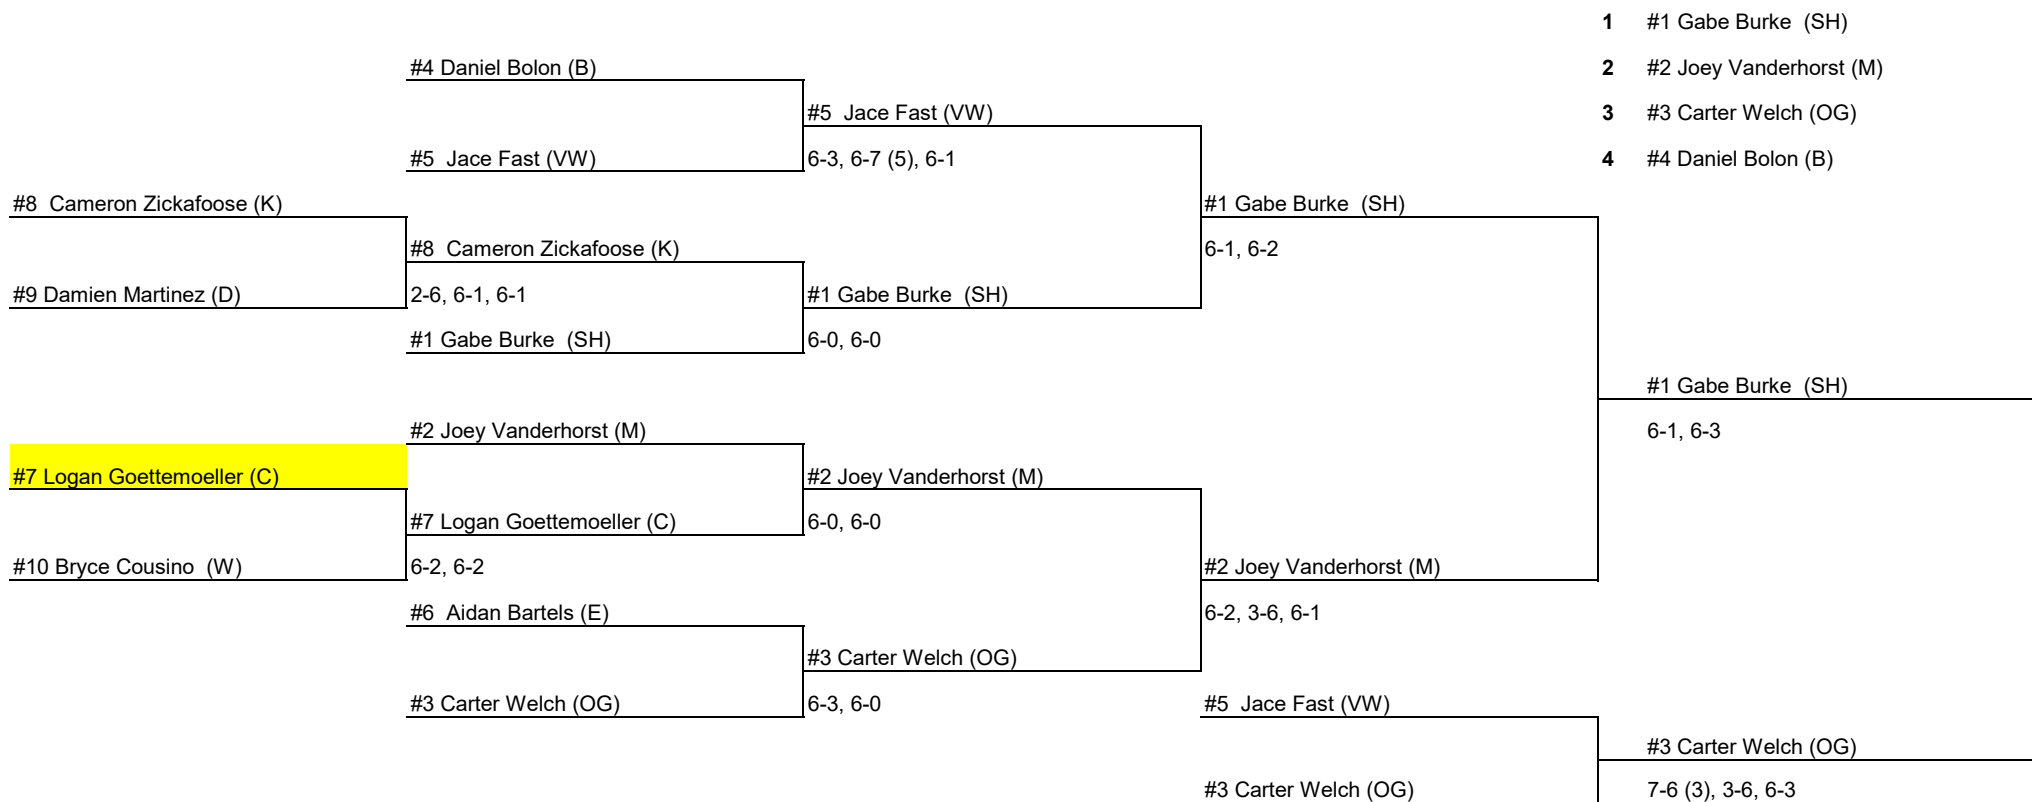 1 #1 Gabe Burke (SH)
#4 Daniel Bolon (B) 2 #2 Joey Vanderhorst (M)
#5 Jace Fast (VW) 3 #3 Carter Welch (OG)
#5 Jace Fast (VW) 6-3, 6-7 (5), 6-1 4 #4 Daniel Bolon (B)
#8 Cameron Zickafoose (K) #1 Gabe Burke (SH)
#8 Cameron Zickafoose (K) 6-1, 6-2
#9 Damien Martinez (D) 2-6, 6-1, 6-1 #1 Gabe Burke (SH)
#1 Gabe Burke (SH) 6-0, 6-0
#1 Gabe Burke (SH)
#2 Joey Vanderhorst (M) 6-1, 6-3
#7 Logan Goettemoeller (C) #2 Joey Vanderhorst (M)
#7 Logan Goettemoeller (C) 6-0, 6-0
#10 Bryce Cousino (W) 6-2, 6-2 #2 Joey Vanderhorst (M)
#6 Aidan Bartels (E) 6-2, 3-6, 6-1
#3 Carter Welch (OG)
#3 Carter Welch (OG) 6-3, 6-0 #5 Jace Fast (VW)
#3 Carter Welch (OG)
#3 Carter Welch (OG) 7-6 (3), 3-6, 6-3